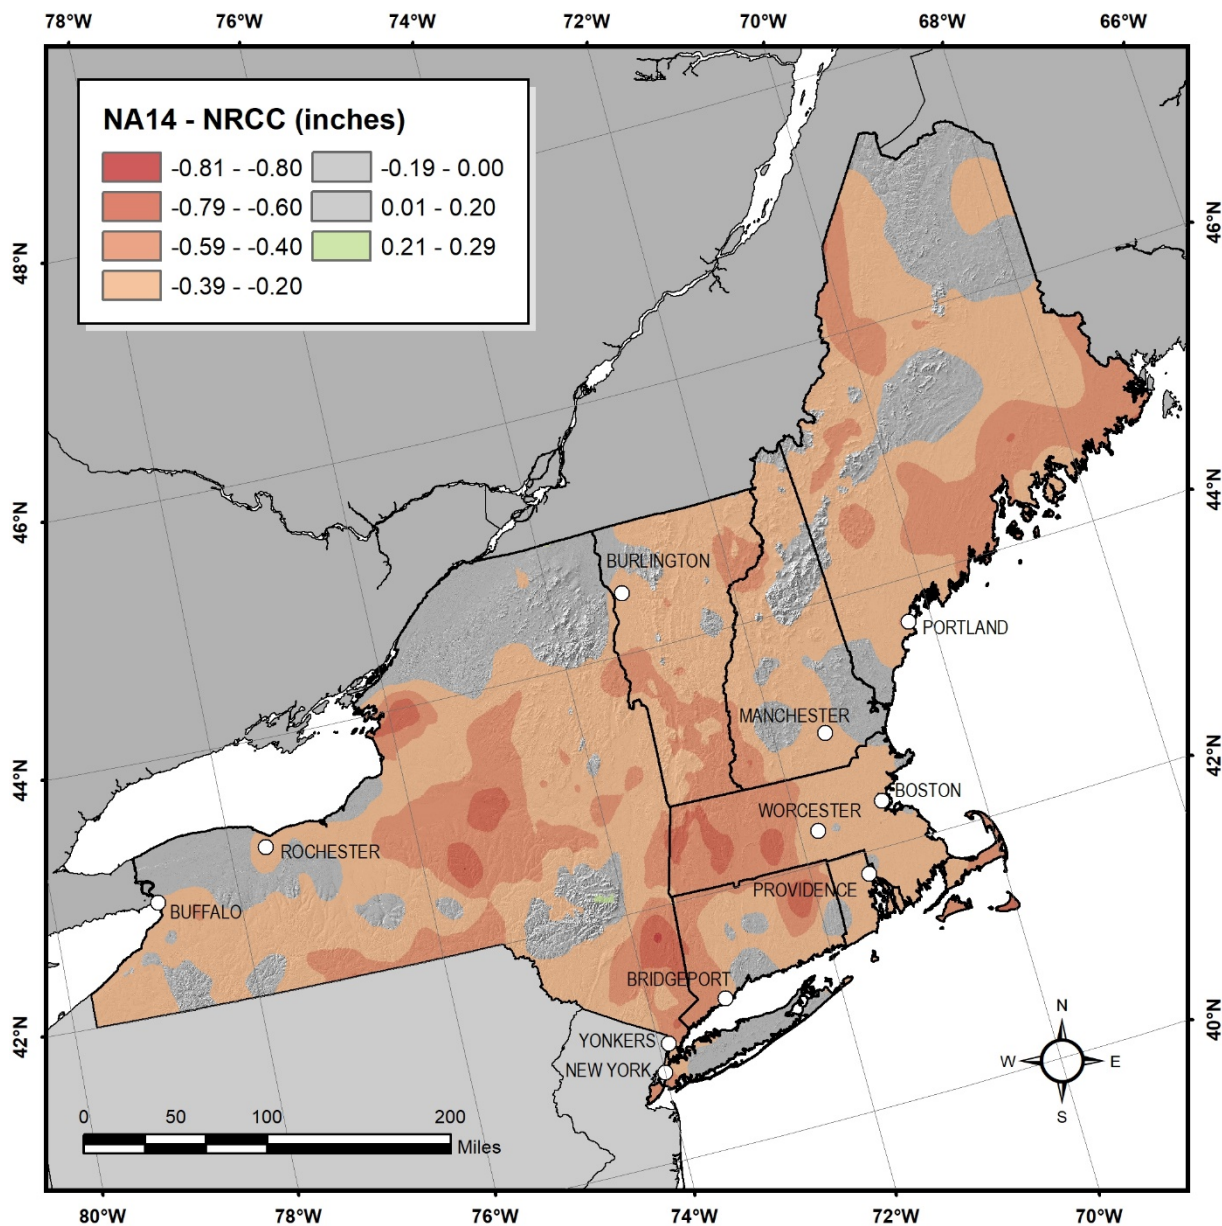 78°W 76°W 74°W 72°W 70°W 68°W 66°W
NA14 - NRCC (inches)
-0.81 - -0.80 -0.19 - 0.00
-0.79 - -0.60 0.01 - 0.20
-0.59 - -0.40 0.21 - 0.29
-0.39 - -0.20
48°N
46°N
46°N
44°N
44°N
42°N
42°N
40°N
BURLINGTON
PORTLAND
MANCHESTER
BOSTON
WORCESTER
ROCHESTER
PROVIDENCE
BUFFALO
BRIDGEPORT
YONKERS
NEW YORK
N
W E
S
0 50 100 200
Miles
80°W 78°W 76°W 74°W 72°W 70°W